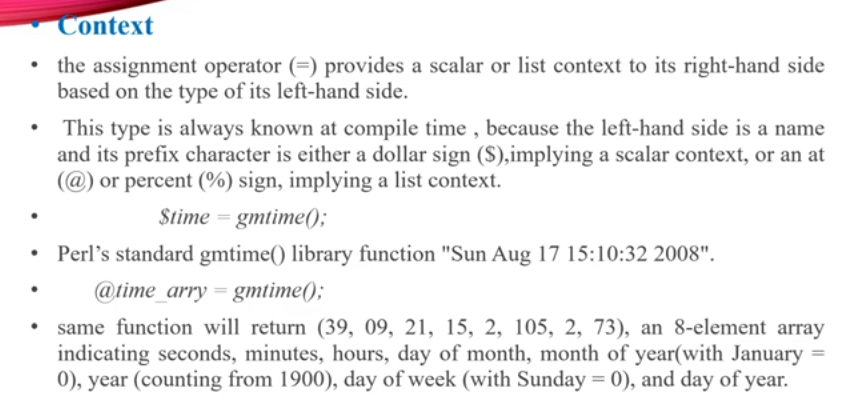 • Context
• the assignment operator (=) provides a scalar or list context to its right-hand side
based on the type of its left-hand side.
• This type is always known at compile time , because the left-hand side is a name
and its prefix character is either a dollar sign ($),implying a scalar context, or an at
(@) or percent (%) sign, implying a list context.
• $time = gmtime();
• Perl’s standard gmtime() library function "Sun Aug 17 15:10:32 2008".
• @time_arry = gmtime();
• same function will return (39, 09, 21, 15, 2, 105, 2, 73), an 8-element array
indicating seconds, minutes, hours, day of month, month of year(with January =
0), year (counting from 1900), day of week (with Sunday = 0), and day of year.